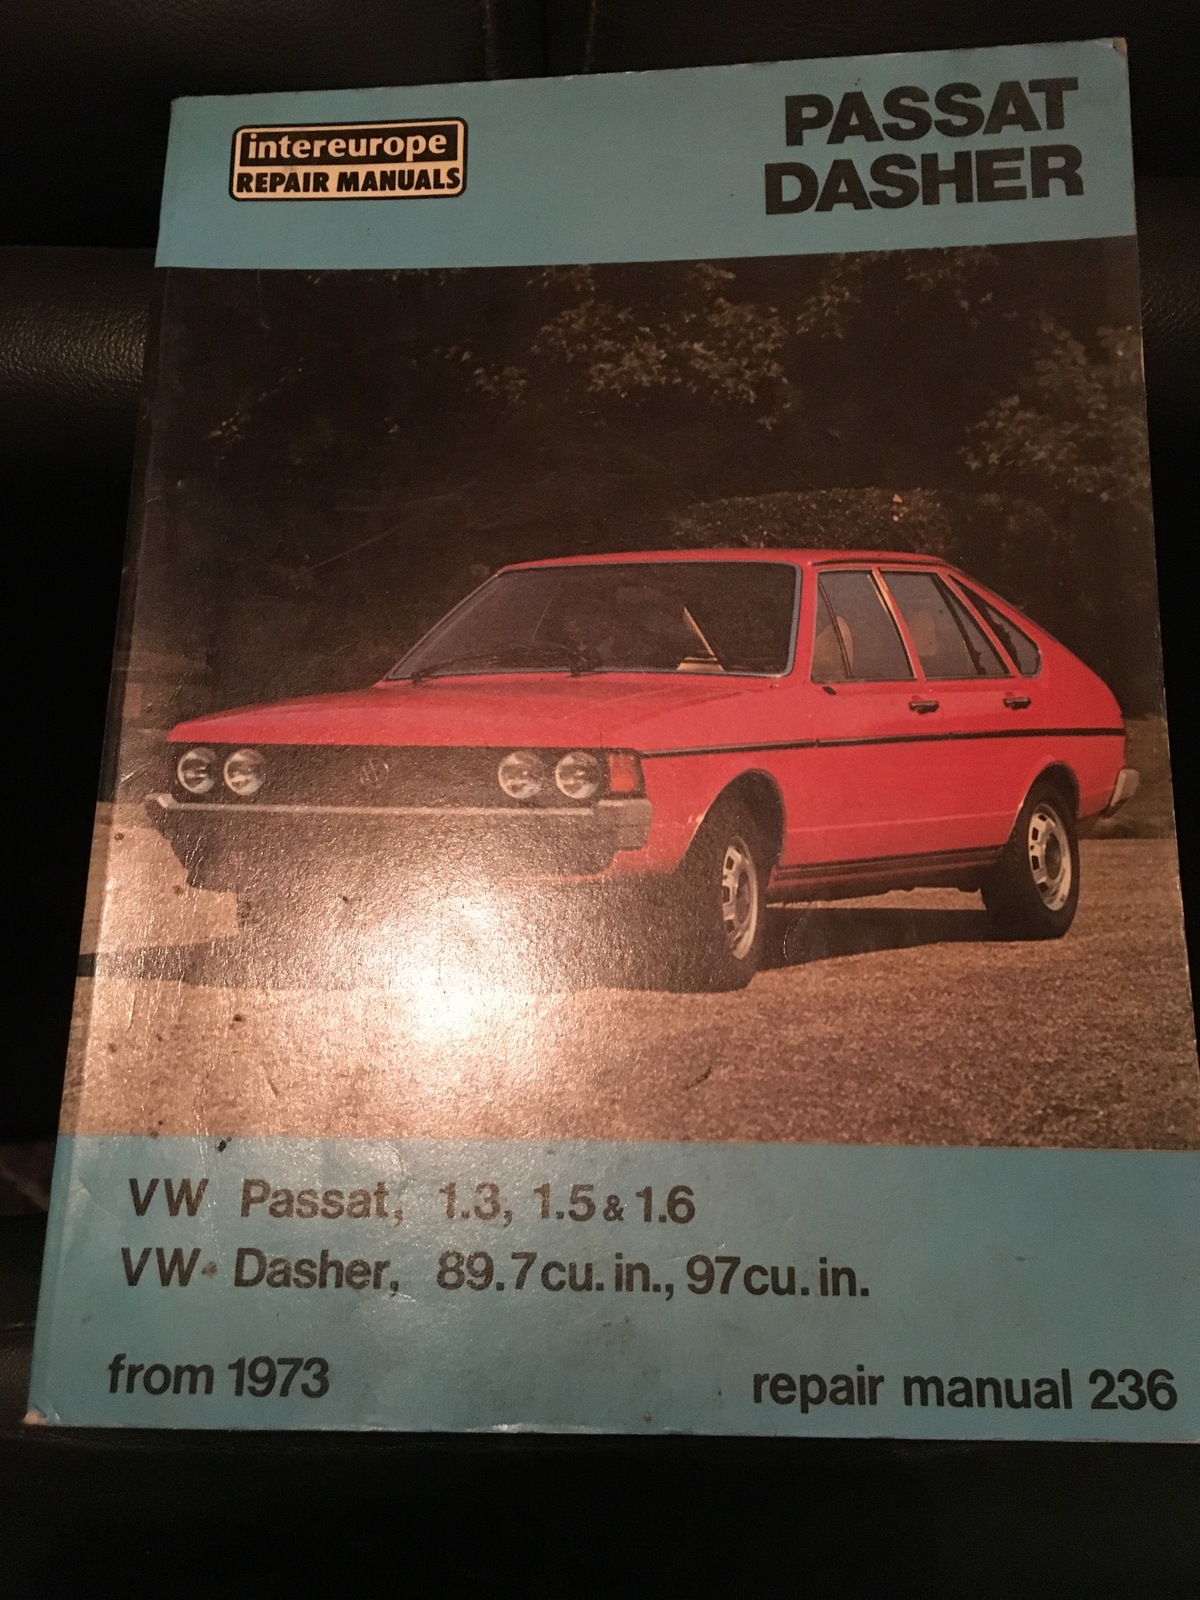 intereurope
REPAIR MANUALS
PASSAT
DASHER
VW Passat, 1.3, 1.5 & 1.6
VW Dasher, 89.7cu. in., 97cu. in.
from 1973
repair manual 236